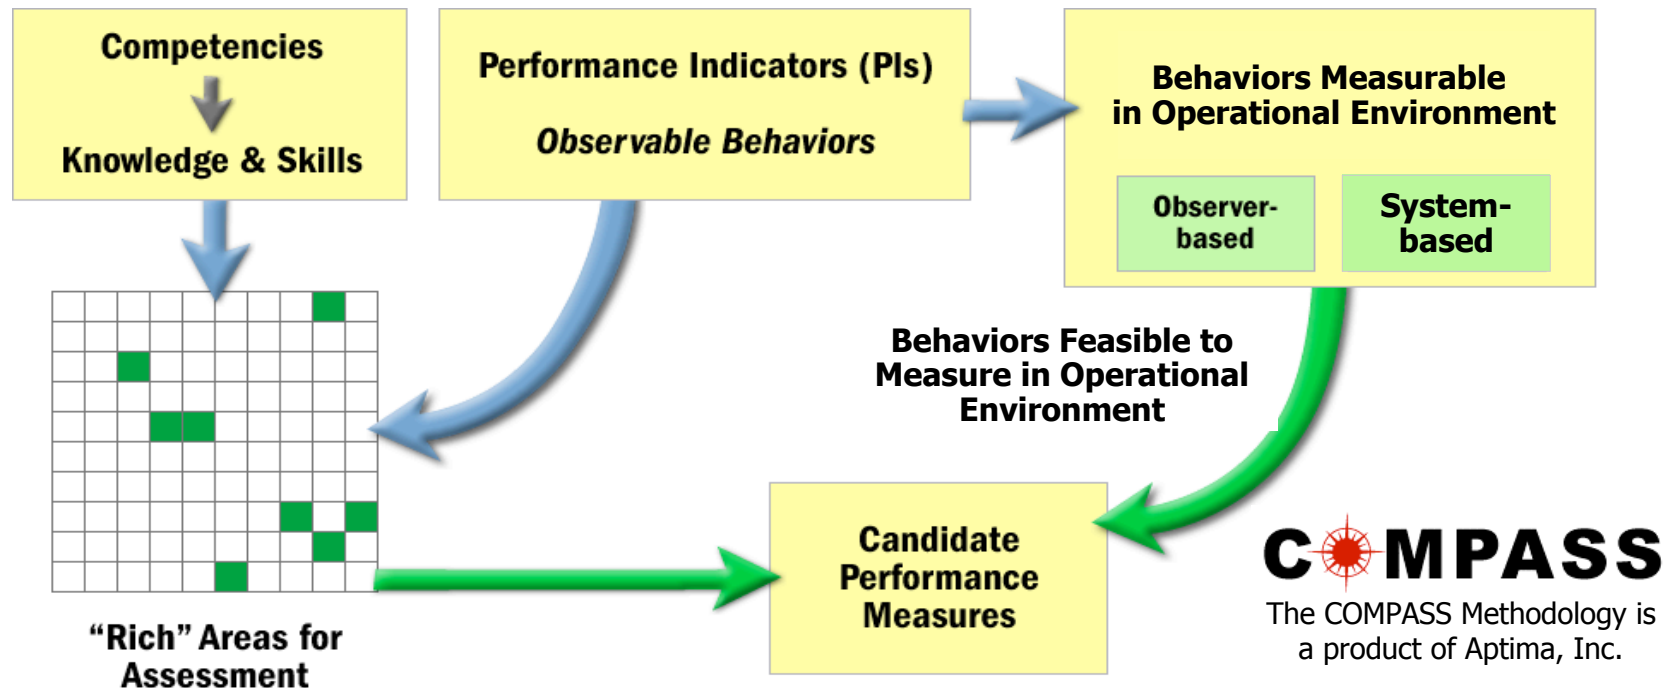 Competencies
Knowledge & Skills
Performance Indicators (PIs)
Observable Behaviors
Behaviors Measurable
in Operational Environment
Observer-
based
System-
based
Behaviors Feasible to
Measure in Operational
Environment
“Rich” Areas for
Assessment
Candidate
Performance
Measures
COMPASS
The COMPASS Methodology is
a product of Aptima, Inc.